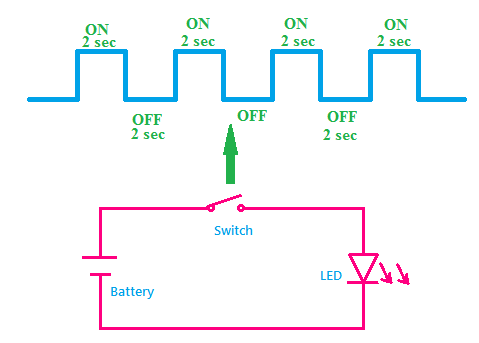 ON
2 sec
ON
2 sec
ON
2 sec
ON
2 sec
OFF
2 sec
OFF
OFF
2 sec
Switch
LED
Battery